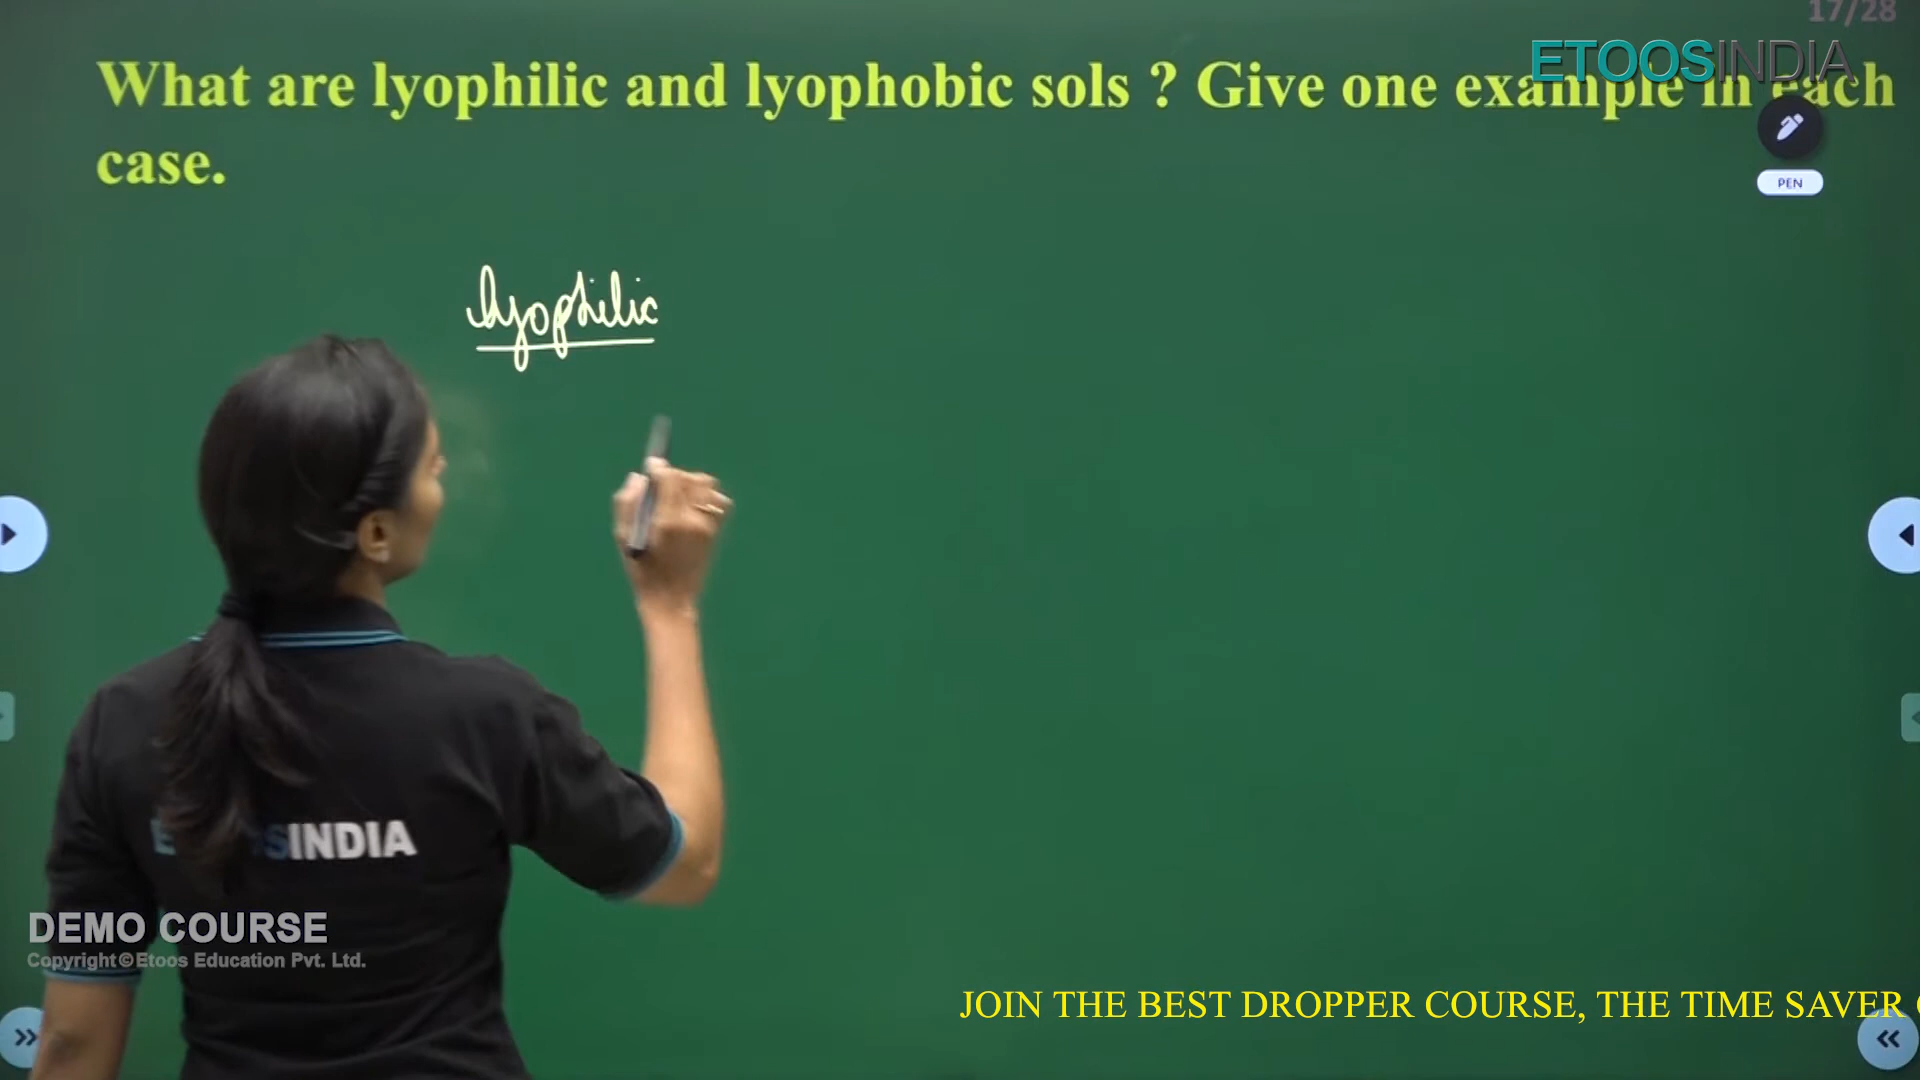 17/28
ETOOSINDIA
What are lyophilic and lyophobic sols ? Give one example in each
case.
PEN
lyophilic
INDIA
DEMO COURSE
Copyright©Etoos Education Pvt. Ltd.
JOIN THE BEST DROPPER COURSE, THE TIME SAVER